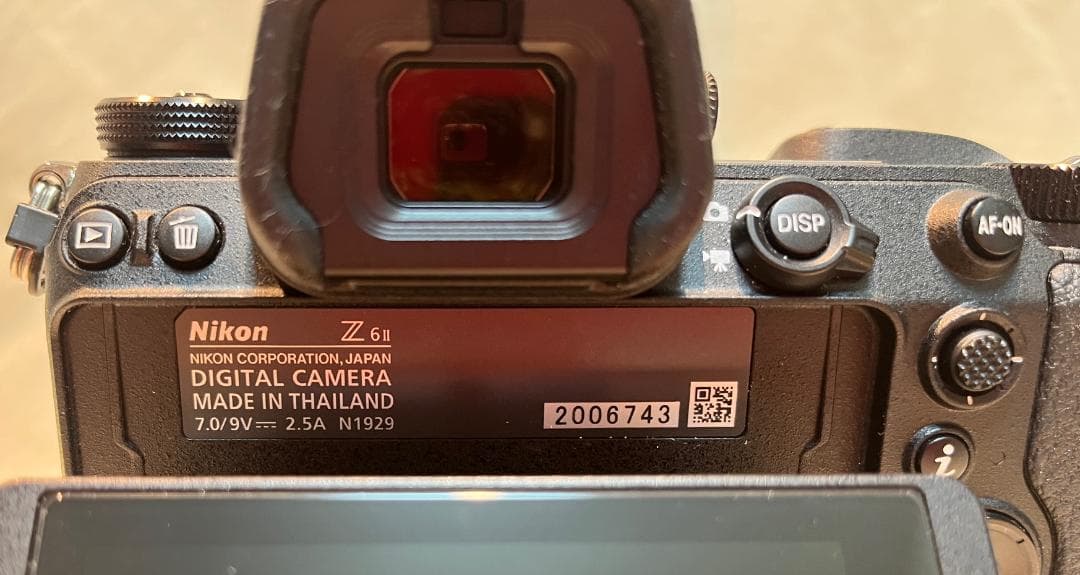 DISP
AF-ON
Nikon Z 6II
NIKON CORPORATION, JAPAN
DIGITAL CAMERA
MADE IN THAILAND
7.0/9V⎓ 2.5A N1929
2006743
i